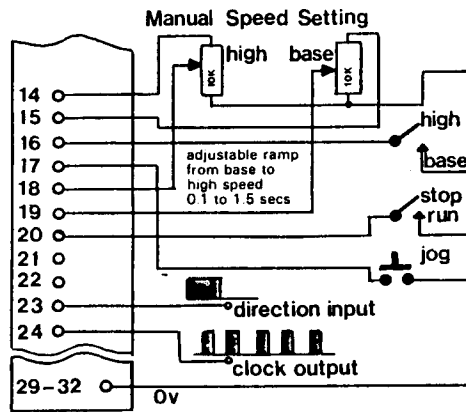 Manual Speed Setting
high
base
10K
10K
14
15
16
17
18
19
20
21
22
23
24
29-32
adjustable ramp
from base to
high speed
0.1 to 1.5 secs
high
base
stop
run
jog
direction input
clock output
Ov